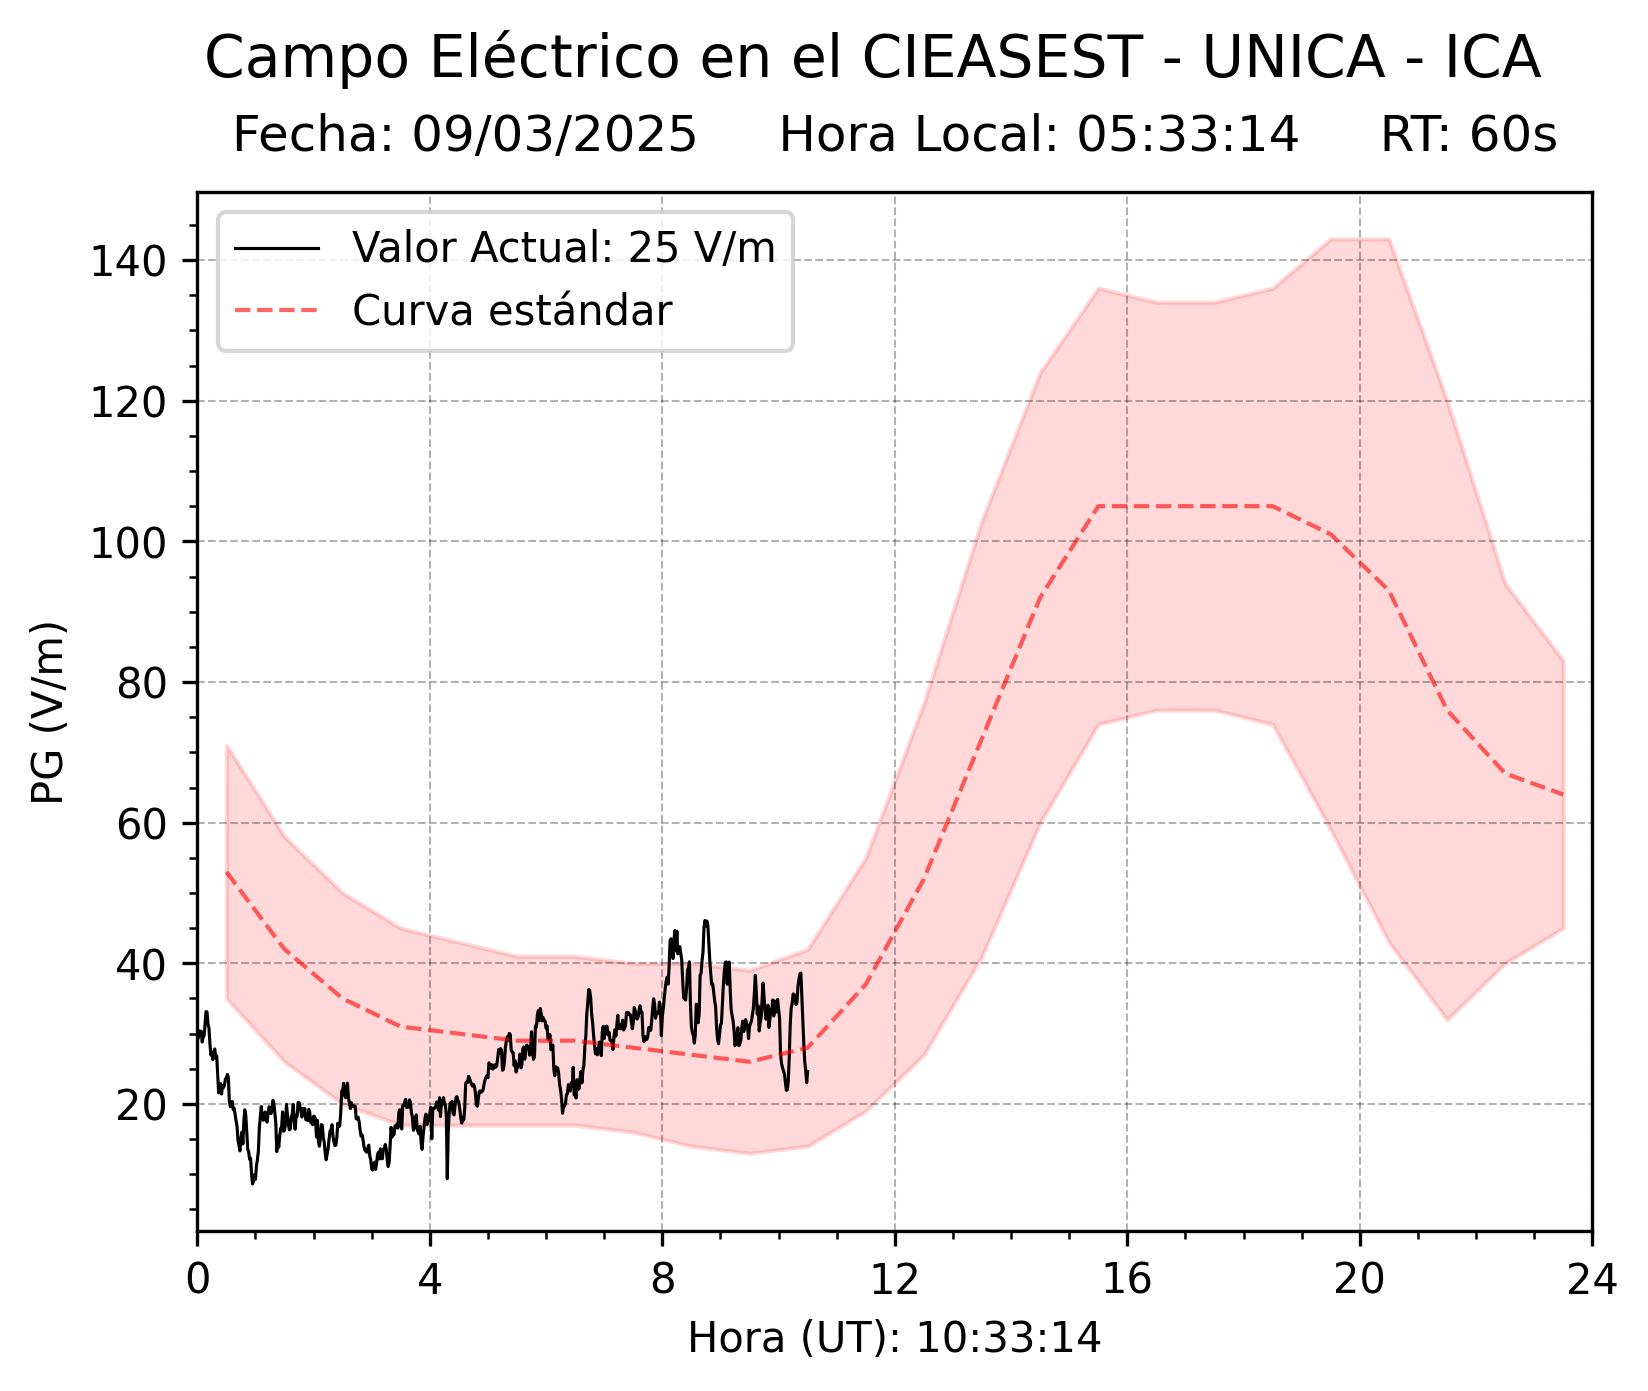 Campo Eléctrico en el CIEASEST - UNICA - ICA
Fecha: 09/03/2025 Hora Local: 05:33:14 RT: 60s
Valor Actual: 25 V/m
Curva estándar
140
120
100
80
60
40
20
PG (V/m)
0 4 8 12 16 20 24
Hora (UT): 10:33:14